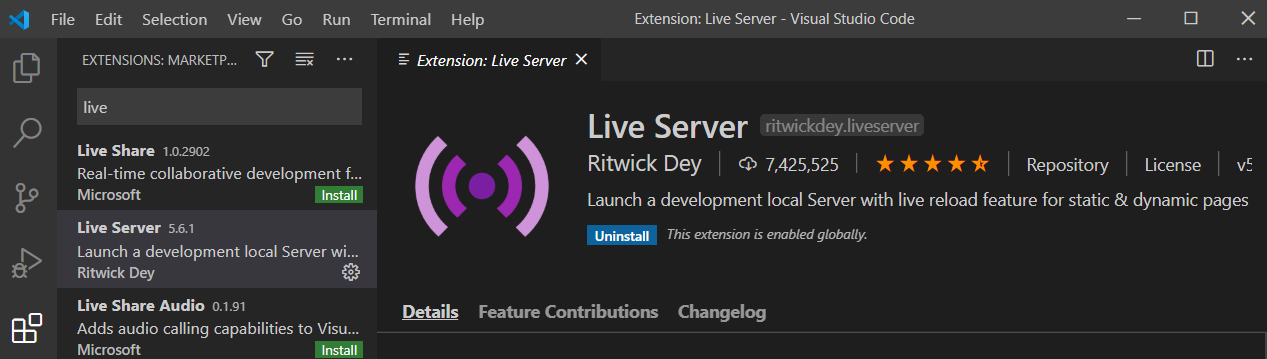 File Edit Selection View Go Run Terminal Help Extension: Live Server - Visual Studio Code
EXTENSIONS: MARKETP...
live
Live Share 1.0.2902
Real-time collaborative development f...
Microsoft Install
Live Server 5.6.1
Launch a development local Server wi...
Ritwick Dey
Live Share Audio 0.1.91
Adds audio calling capabilities to Visu...
Microsoft Install
Extension: Live Server
Live Server ritwickdey.liveserver
Ritwick Dey 7,425,525 Repository License v5
Launch a development local Server with live reload feature for static & dynamic pages
Uninstall This extension is enabled globally.
Details Feature Contributions Changelog